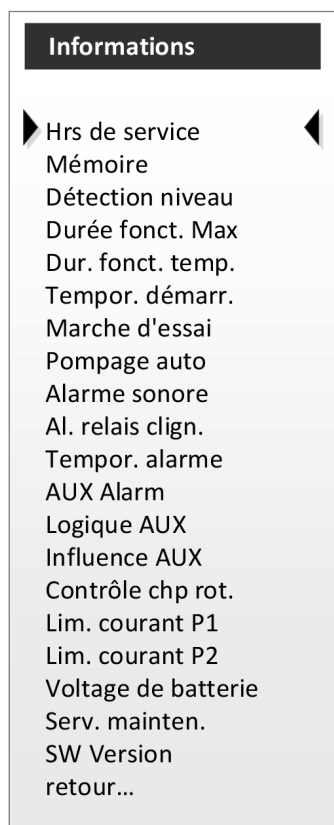 Informations
Hrs de service
Mémoire
Détection niveau
Durée fonct. Max
Dur. fonct. temp.
Tempor. démarr.
Marche d'essai
Pompage auto
Alarme sonore
Al. relais clign.
Tempor. alarme
AUX Alarm
Logique AUX
Influence AUX
Contrôle chp rot.
Lim. courant P1
Lim. courant P2
Voltage de batterie
Serv. mainten.
SW Version
retour...